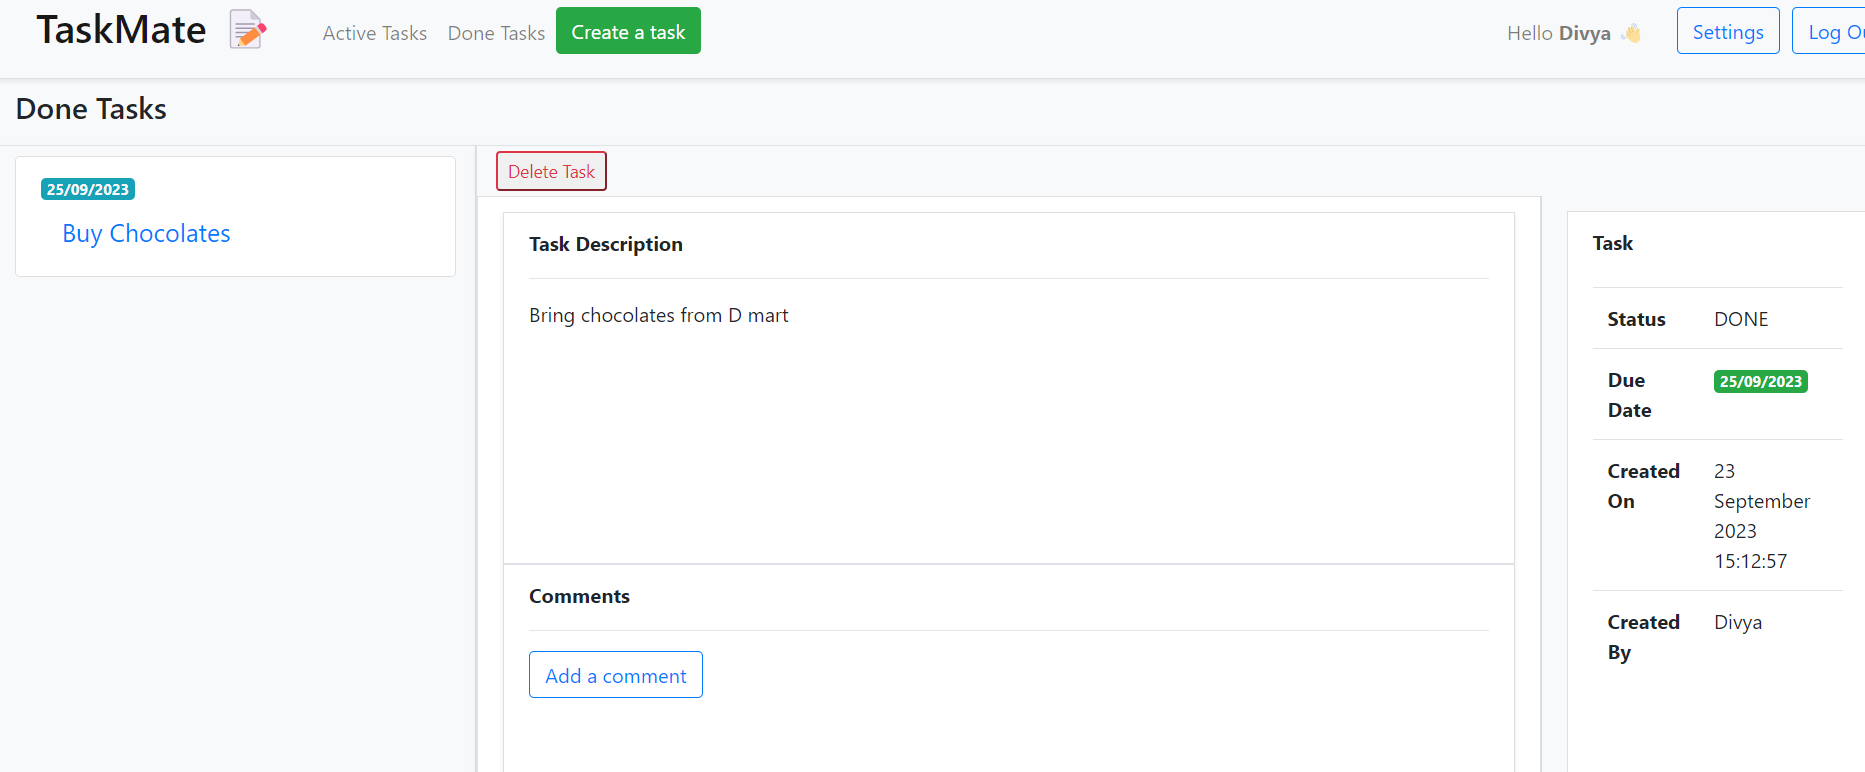 TaskMate
Active Tasks
Done Tasks
Create a task
Hello Divya
Settings
Log Ou
Done Tasks
25/09/2023
Buy Chocolates
Delete Task
Task Description
Bring chocolates from D mart
Comments
Add a comment
Task
Status DONE
Due 25/09/2023
Date
Created 23
On September
2023
15:12:57
Created Divya
By